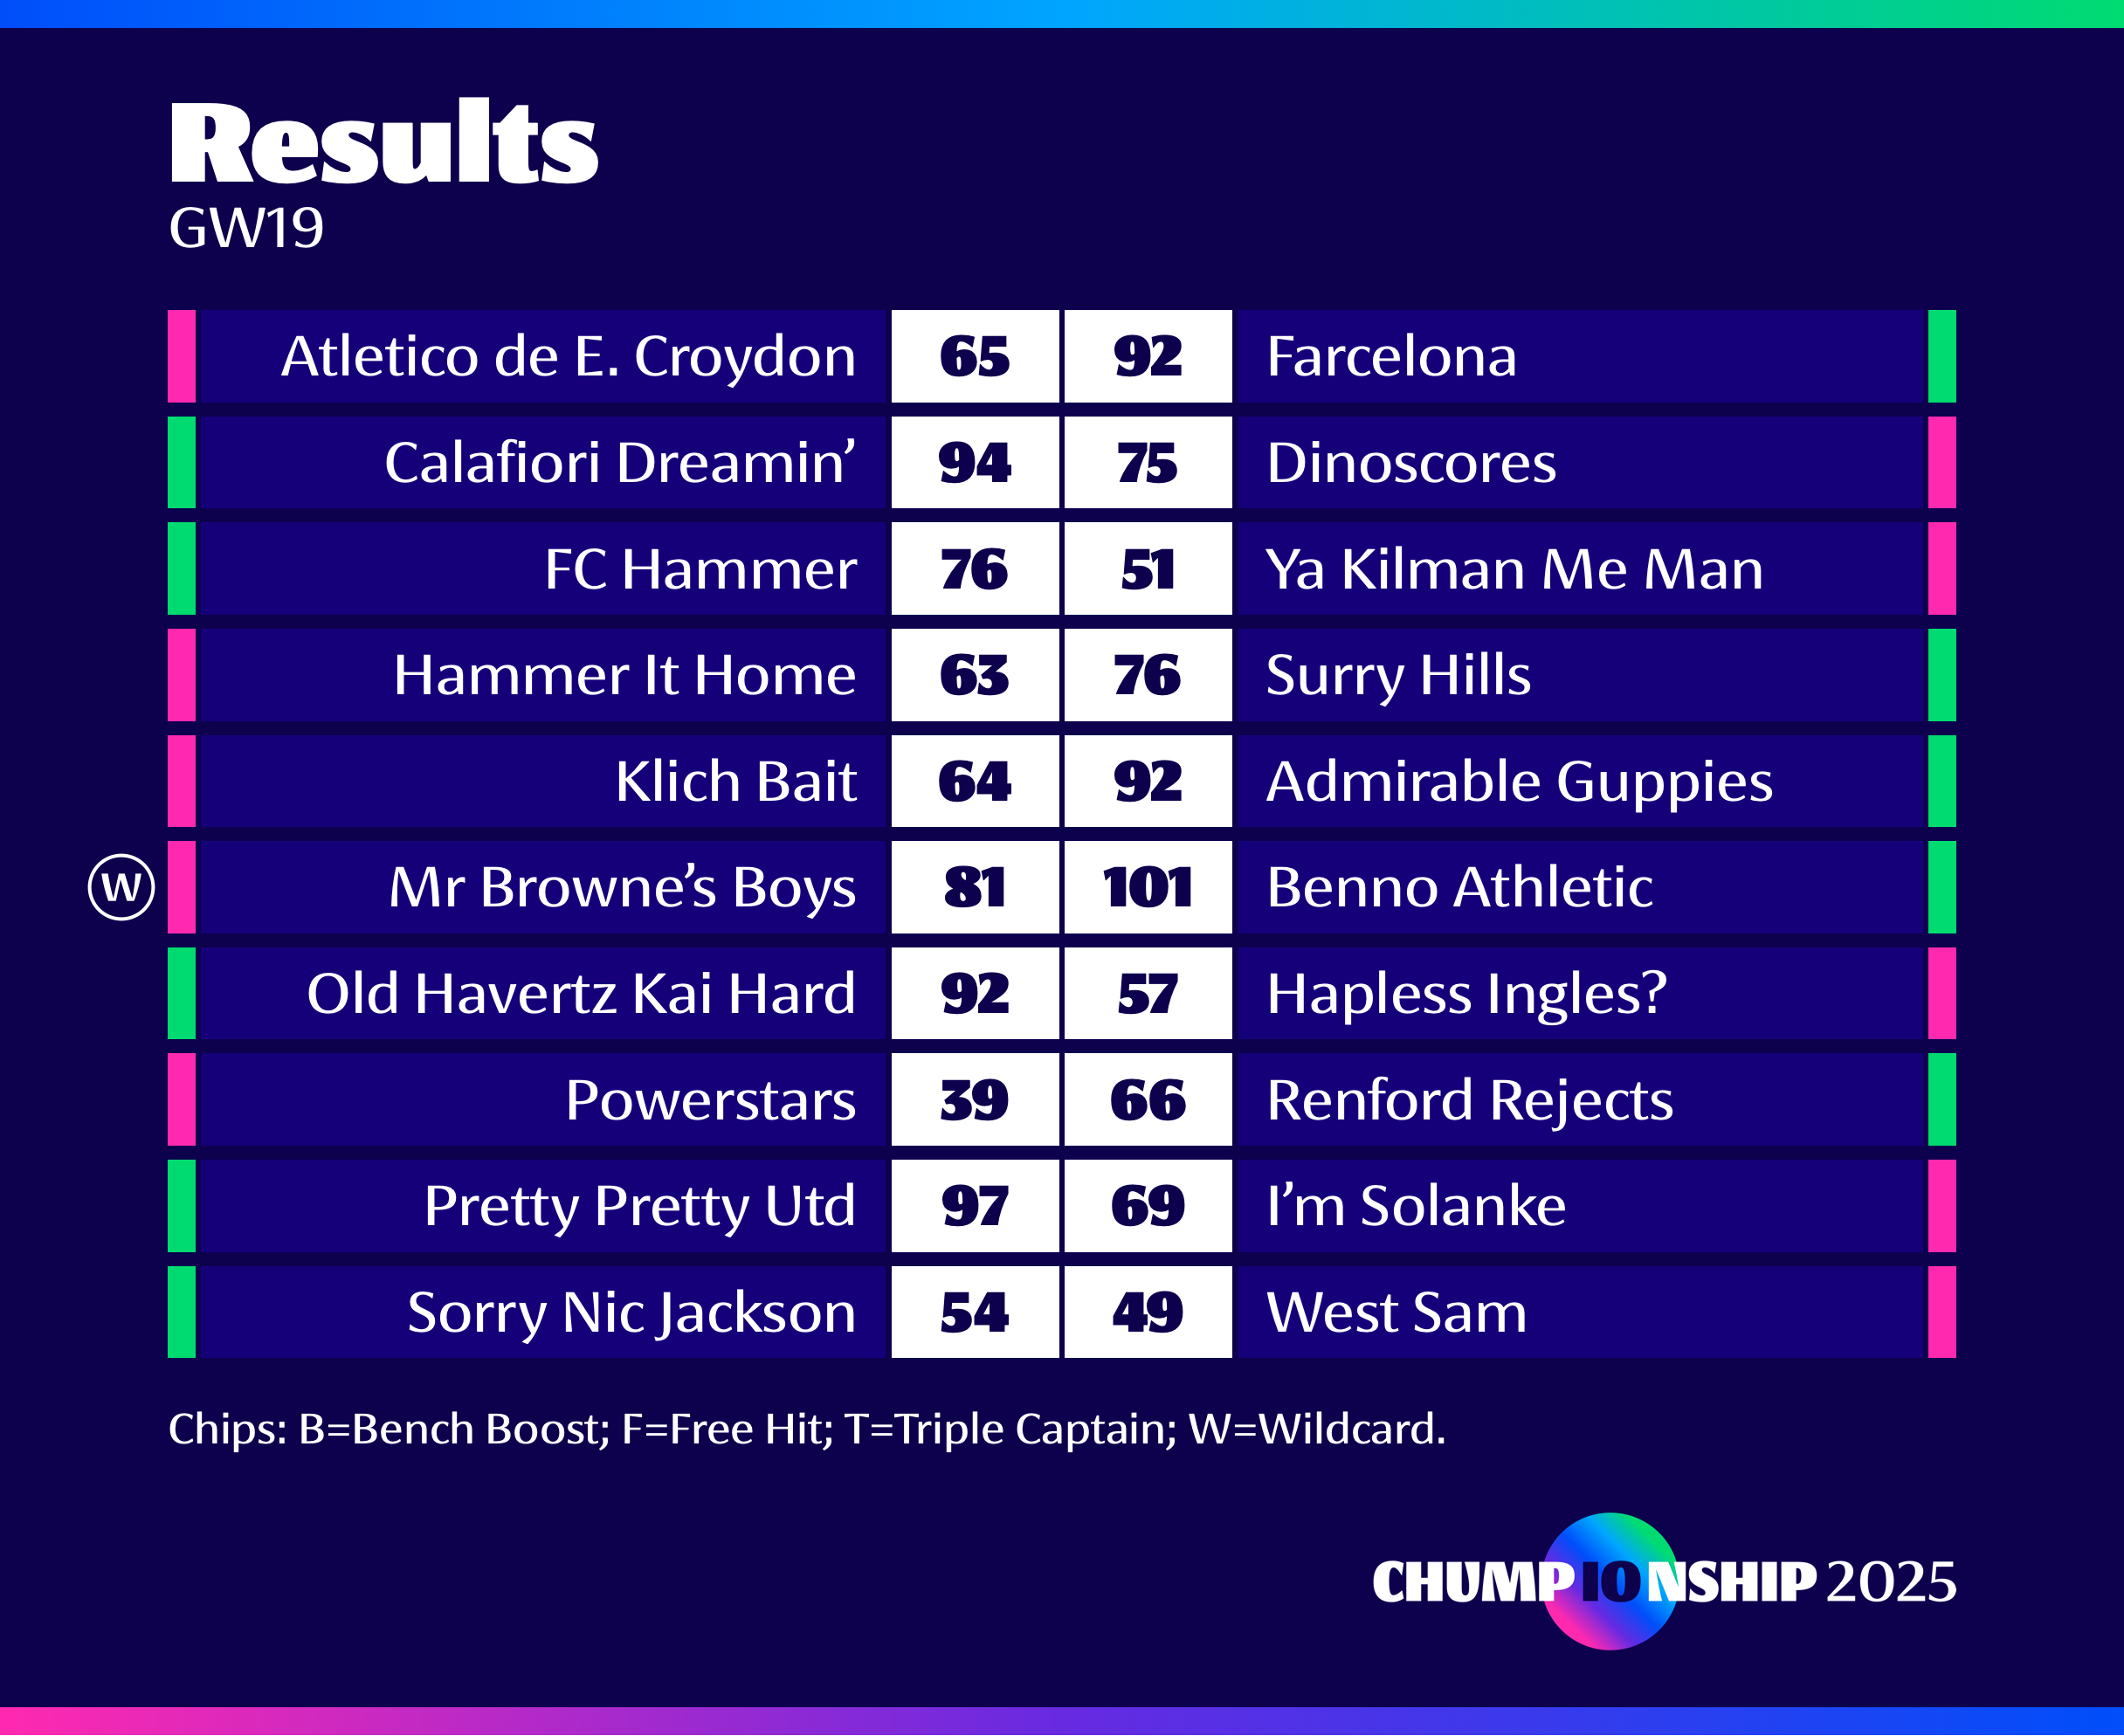 Results
GW19
Atletico de E. Croydon 65 92 Farcelona
Calafiori Dreamin’ 94 75 Dinoscores
FC Hammer 76 51 Ya Kilman Me Man
Hammer It Home 63 76 Surry Hills
Klich Bait 64 92 Admirable Guppies
W Mr Browne’s Boys 81 101 Benno Athletic
Old Havertz Kai Hard 92 57 Hapless Ingles?
Powerstars 39 66 Renford Rejects
Pretty Pretty Utd 97 69 I’m Solanke
Sorry Nic Jackson 54 49 West Sam
Chips: B=Bench Boost; F=Free Hit; T=Triple Captain; W=Wildcard.
CHUMPIONSHIP 2025